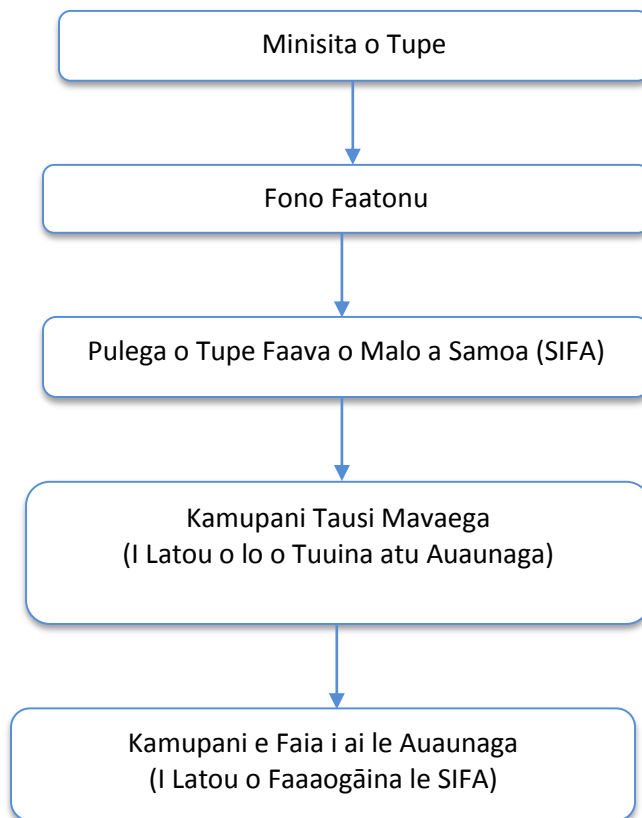 Minisita o Tupe
Fono Faatonu
Pulega o Tupe Faava o Malo a Samoa (SIFA)
Kamupani Tausi Mavaega
(I Latou o lo o Tuuina atu Auaunaga)
Kamupani e Faia i ai le Auaunaga
(I Latou o Faaaogāina le SIFA)